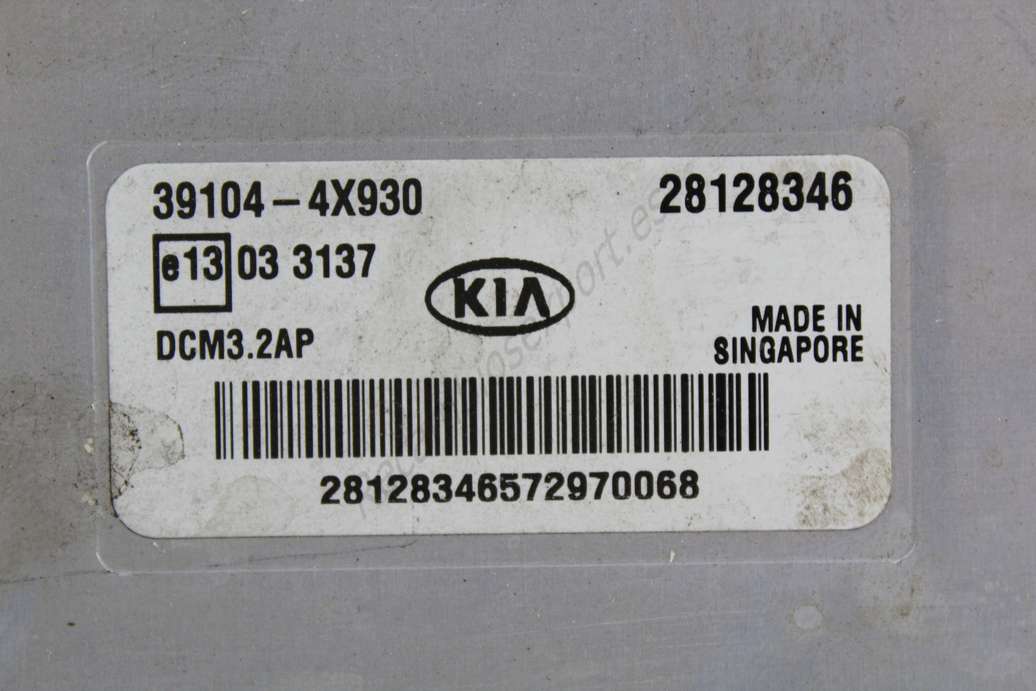 39104-4X930
28128346
e13 03 3137
KIA
DCM3.2AP
MADE IN
SINGAPORE
28128346572970068